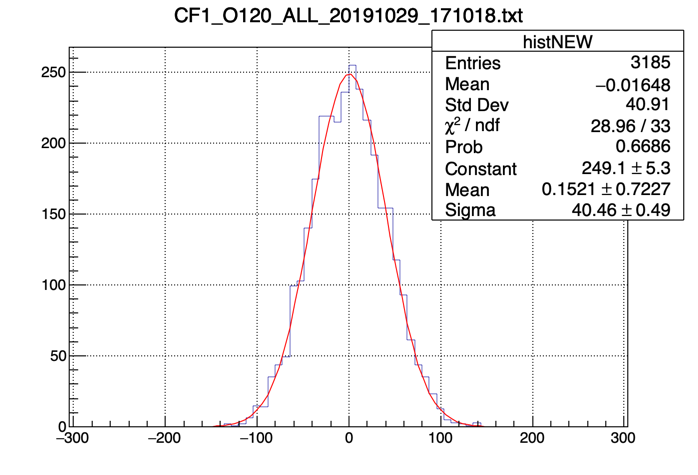 CF1_O120_ALL_20191029_171018.txt
histNEW
Entries 3185
Mean −0.01648
Std Dev 40.91
χ² / ndf 28.96 / 33
Prob 0.6686
Constant 249.1 ± 5.3
Mean 0.1521 ± 0.7227
Sigma 40.46 ± 0.49
250
200
150
100
50
0
−300 −200 −100 0 100 200 300